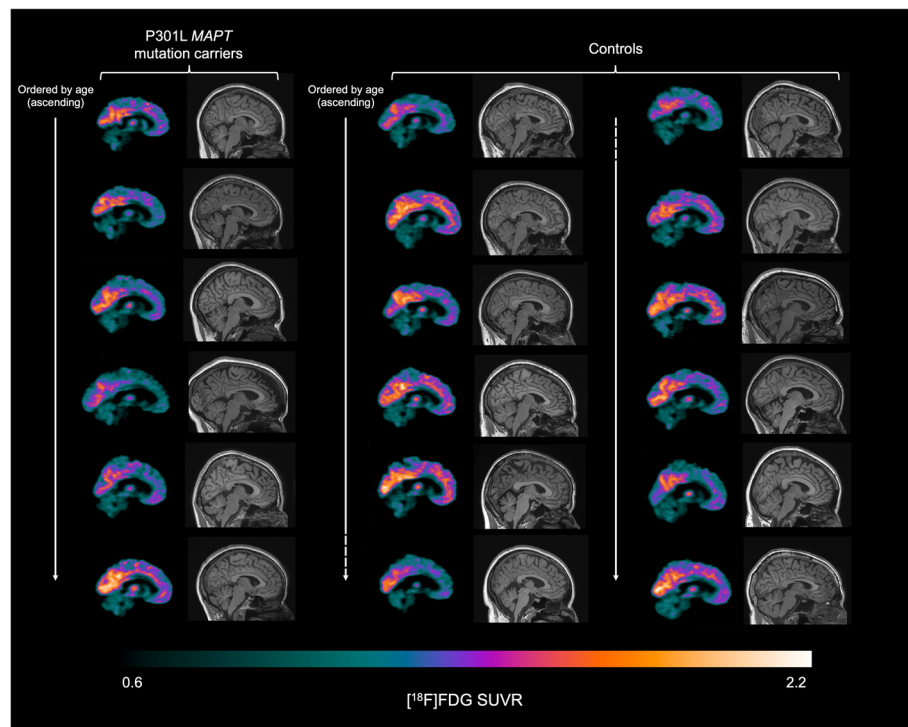 P301L MAPT
mutation carriers
Controls
Ordered by age
(ascending)
Ordered by age
(ascending)
0.6
2.2
[¹⁸F]FDG SUVR